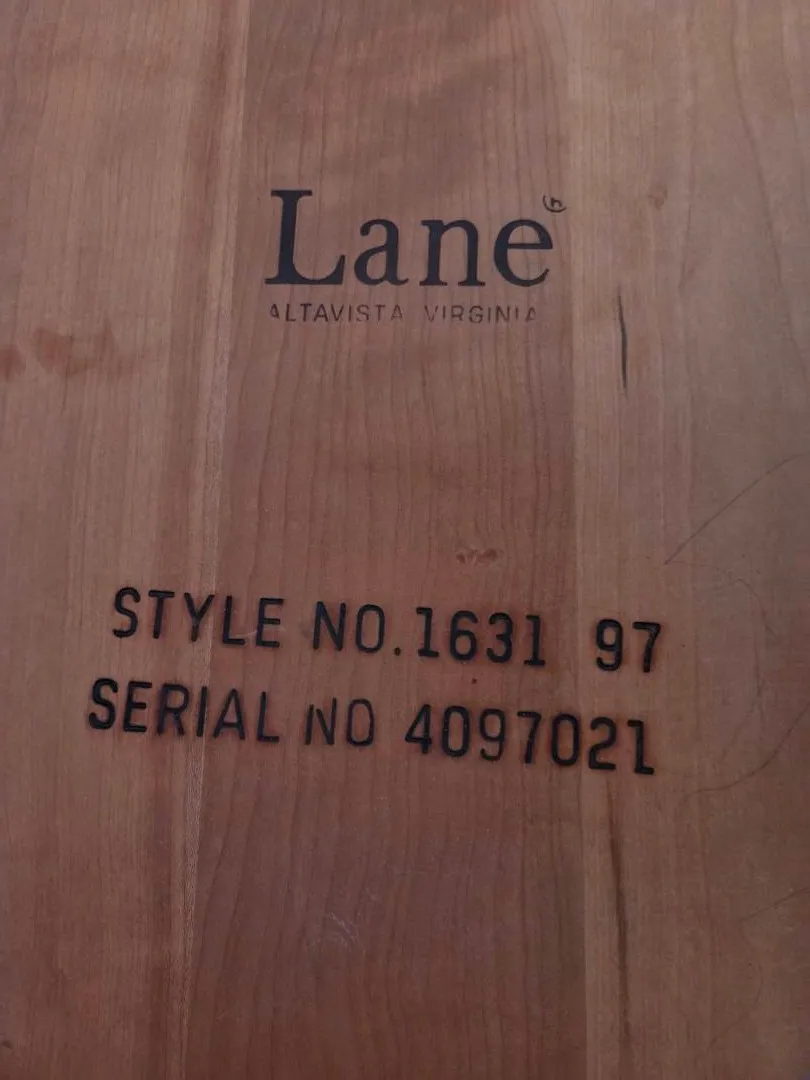 Lane®
ALTAVISTA VIRGINIA
STYLE NO.1631 97
SERIAL NO 4097021